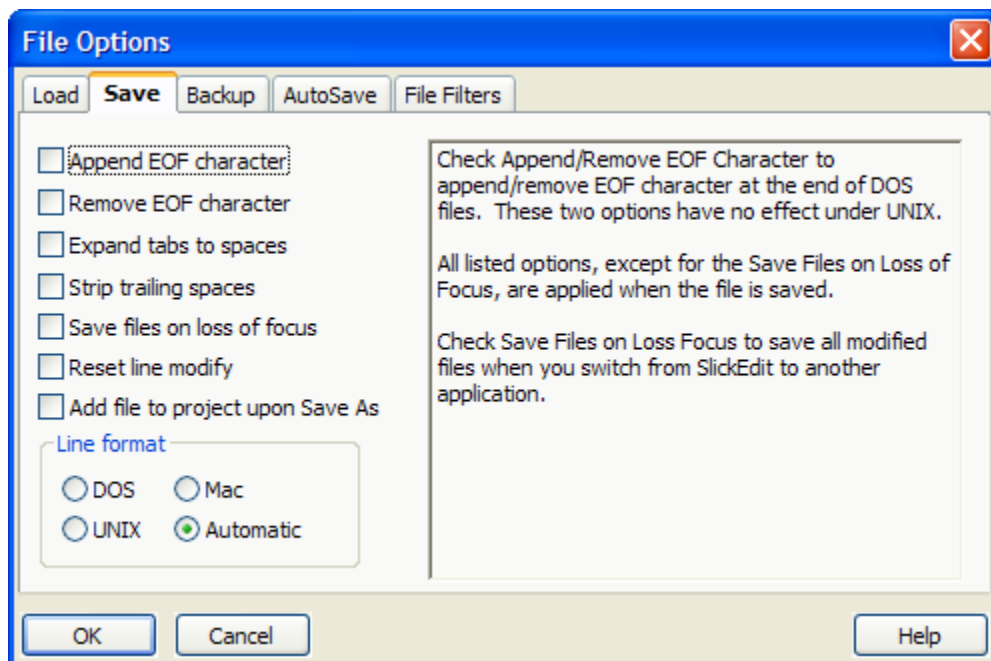 File Options
Load Save Backup AutoSave File Filters
Append EOF character
Remove EOF character
Expand tabs to spaces
Strip trailing spaces
Save files on loss of focus
Reset line modify
Add file to project upon Save As
Line format
DOS Mac
UNIX Automatic
Check Append/Remove EOF Character to
append/remove EOF character at the end of DOS
files. These two options have no effect under UNIX.
All listed options, except for the Save Files on Loss of
Focus, are applied when the file is saved.
Check Save Files on Loss Focus to save all modified
files when you switch from SlickEdit to another
application.
OK Cancel Help